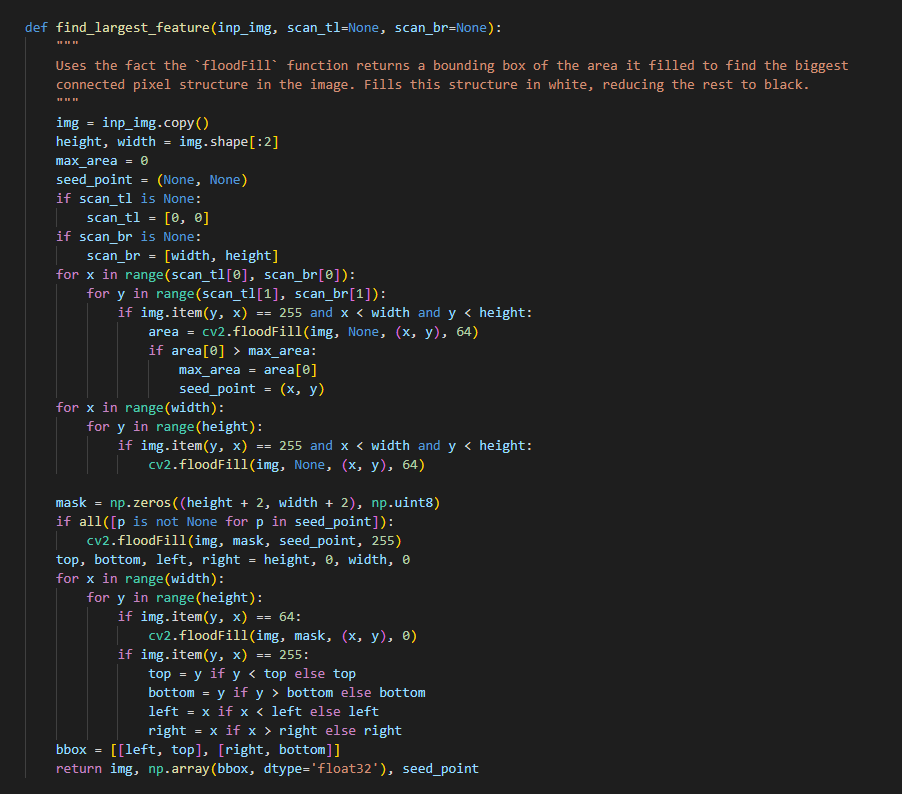 def find_largest_feature(inp_img, scan_tl=None, scan_br=None):
    """
    Uses the fact the `floodFill` function returns a bounding box of the area it filled to find the biggest
    connected pixel structure in the image. Fills this structure in white, reducing the rest to black.
    """
    img = inp_img.copy()
    height, width = img.shape[:2]
    max_area = 0
    seed_point = (None, None)
    if scan_tl is None:
        scan_tl = [0, 0]
    if scan_br is None:
        scan_br = [width, height]
    for x in range(scan_tl[0], scan_br[0]):
        for y in range(scan_tl[1], scan_br[1]):
            if img.item(y, x) == 255 and x < width and y < height:
                area = cv2.floodFill(img, None, (x, y), 64)
                if area[0] > max_area:
                    max_area = area[0]
                    seed_point = (x, y)
    for x in range(width):
        for y in range(height):
            if img.item(y, x) == 255 and x < width and y < height:
                cv2.floodFill(img, None, (x, y), 64)

    mask = np.zeros((height + 2, width + 2), np.uint8)
    if all([p is not None for p in seed_point]):
        cv2.floodFill(img, mask, seed_point, 255)
    top, bottom, left, right = height, 0, width, 0
    for x in range(width):
        for y in range(height):
            if img.item(y, x) == 64:
                cv2.floodFill(img, mask, (x, y), 0)
            if img.item(y, x) == 255:
                top = y if y < top else top
                bottom = y if y > bottom else bottom
                left = x if x < left else left
                right = x if x > right else right
    bbox = [[left, top], [right, bottom]]
    return img, np.array(bbox, dtype='float32'), seed_point